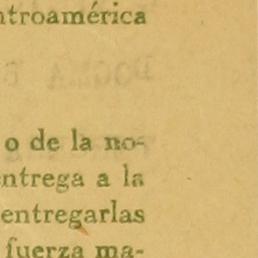 ntroamérica
o de la no-
ntrega a la
entregarlas
fuerza ma-